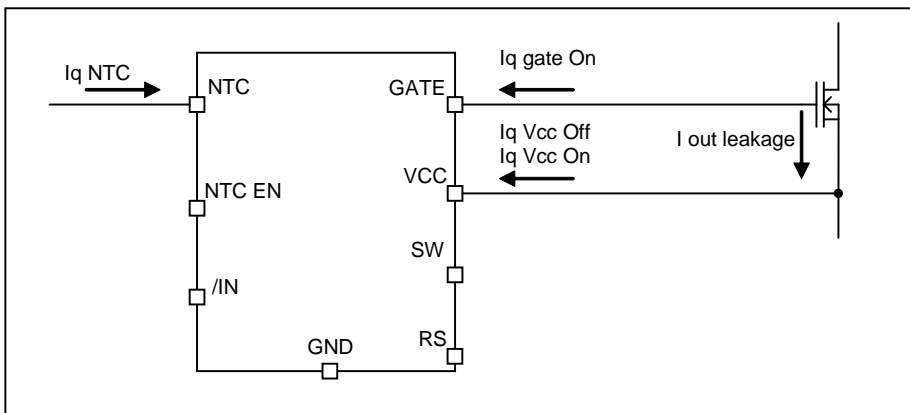 Iq NTC
NTC
NTC EN
/IN
GND
GATE
VCC
SW
RS
Iq gate On
Iq Vcc Off
Iq Vcc On
I out leakage